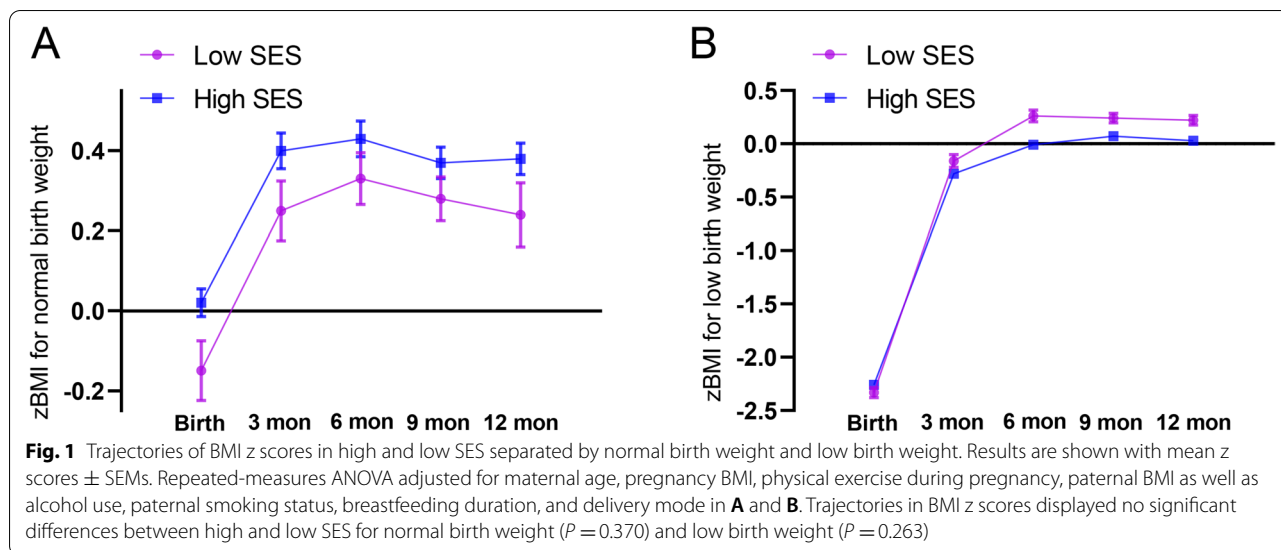 A
Low SES
High SES
zBMI for normal birth weight
0.4
0.2
0.0
-0.2
Birth 3 mon 6 mon 9 mon 12 mon
B
Low SES
High SES
zBMI for low birth weight
0.5
0.0
-0.5
-1.0
-1.5
-2.0
-2.5
Birth 3 mon 6 mon 9 mon 12 mon
Fig. 1 Trajectories of BMI z scores in high and low SES separated by normal birth weight and low birth weight. Results are shown with mean z
scores ± SEMs. Repeated-measures ANOVA adjusted for maternal age, pregnancy BMI, physical exercise during pregnancy, paternal BMI as well as
alcohol use, paternal smoking status, breastfeeding duration, and delivery mode in A and B. Trajectories in BMI z scores displayed no significant
differences between high and low SES for normal birth weight (P = 0.370) and low birth weight (P = 0.263)